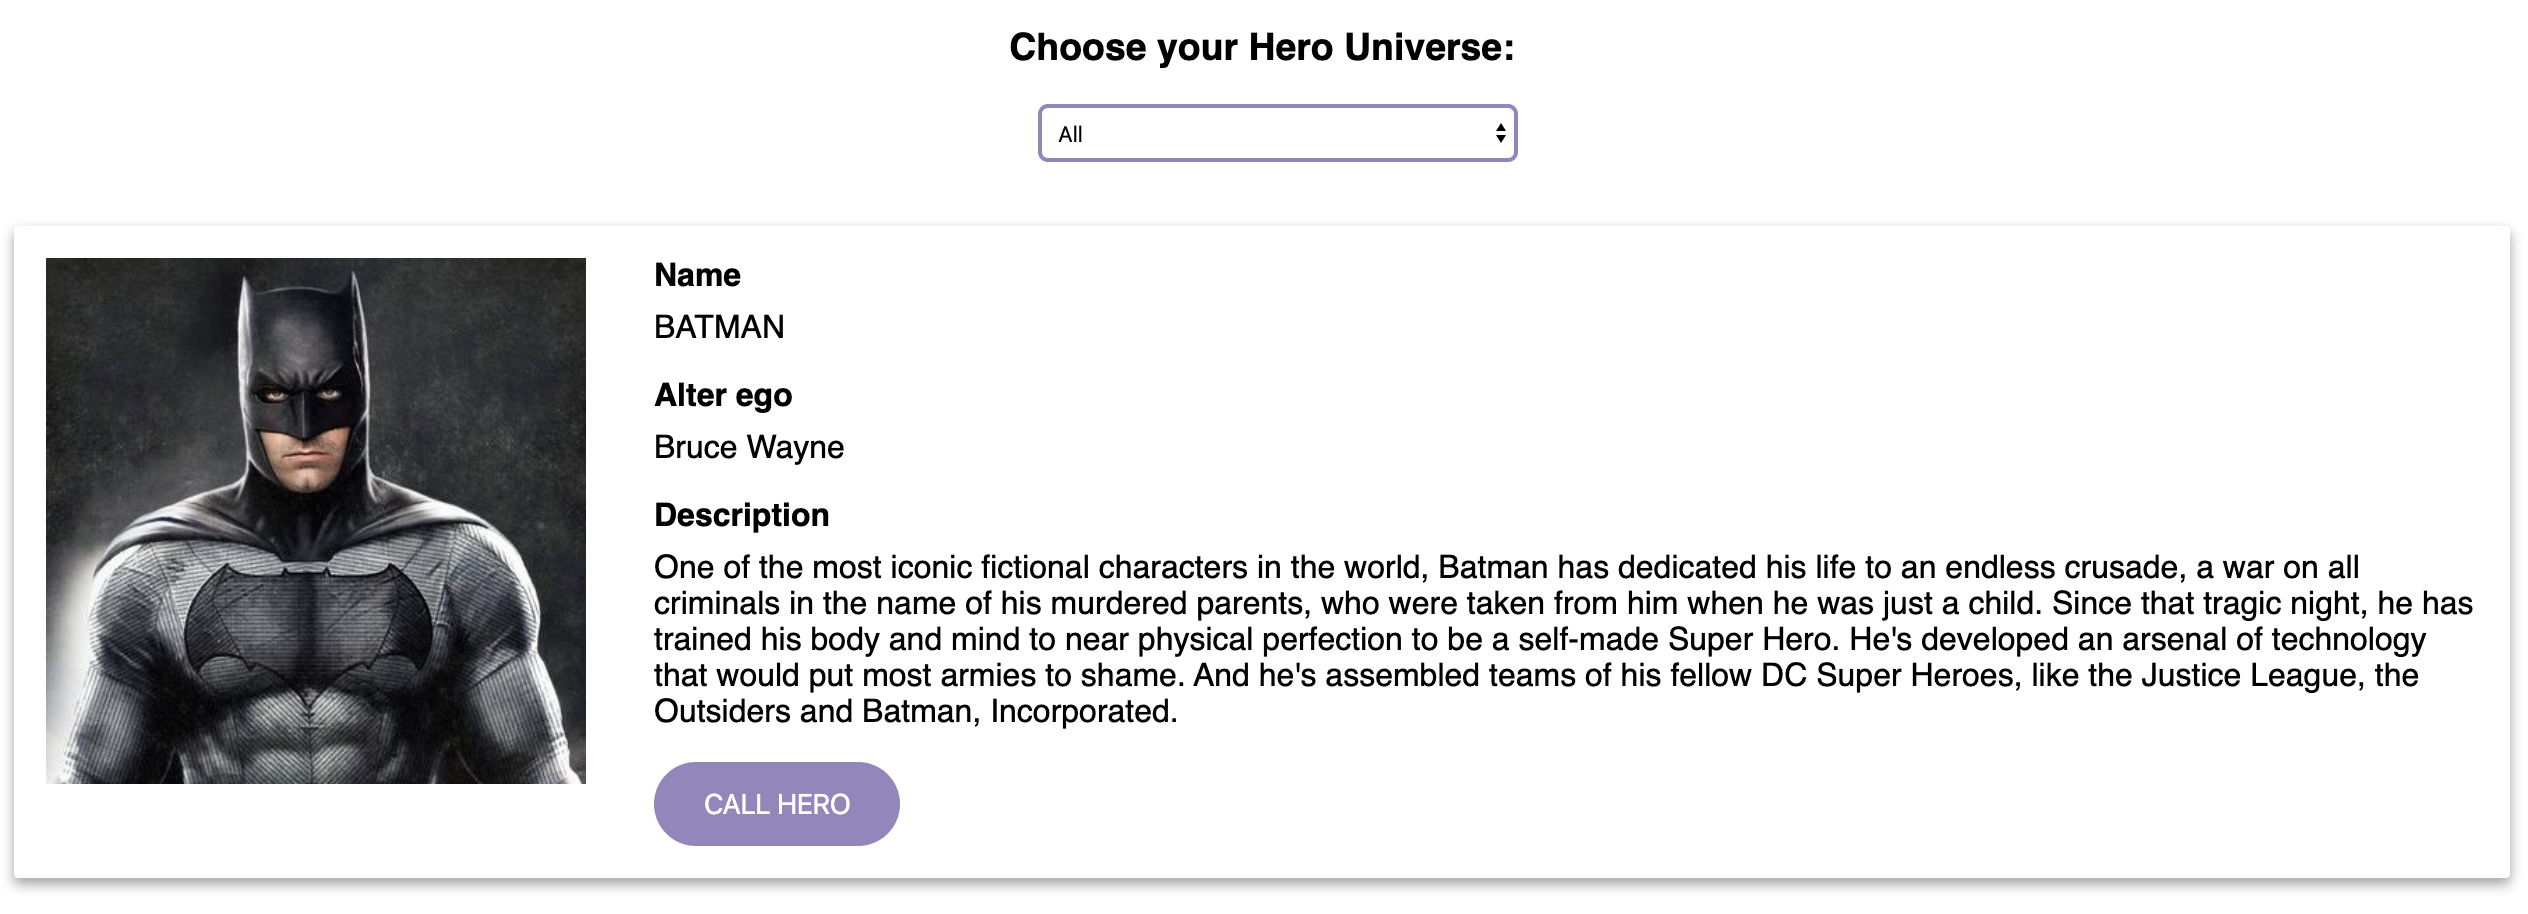 Choose your Hero Universe:
All
Name
BATMAN
Alter ego
Bruce Wayne
Description
One of the most iconic fictional characters in the world, Batman has dedicated his life to an endless crusade, a war on all
criminals in the name of his murdered parents, who were taken from him when he was just a child. Since that tragic night, he has
trained his body and mind to near physical perfection to be a self-made Super Hero. He's developed an arsenal of technology
that would put most armies to shame. And he's assembled teams of his fellow DC Super Heroes, like the Justice League, the
Outsiders and Batman, Incorporated.
CALL HERO